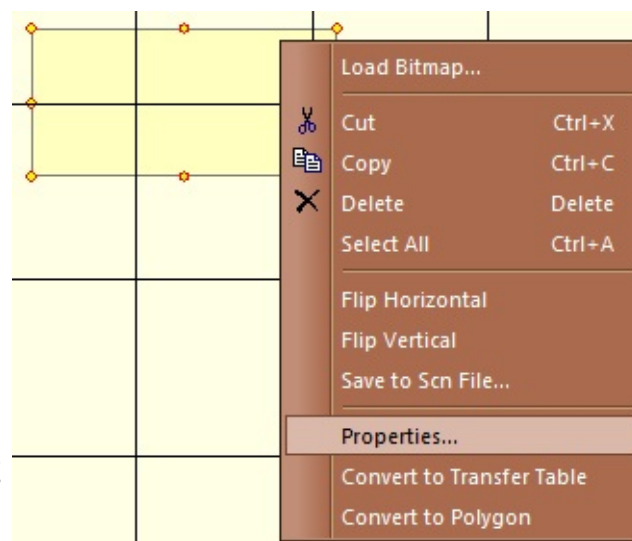 Load Bitmap...
Cut Ctrl+X
Copy Ctrl+C
Delete Delete
Select All Ctrl+A
Flip Horizontal
Flip Vertical
Save to Scn File...
Properties...
Convert to Transfer Table
Convert to Polygon